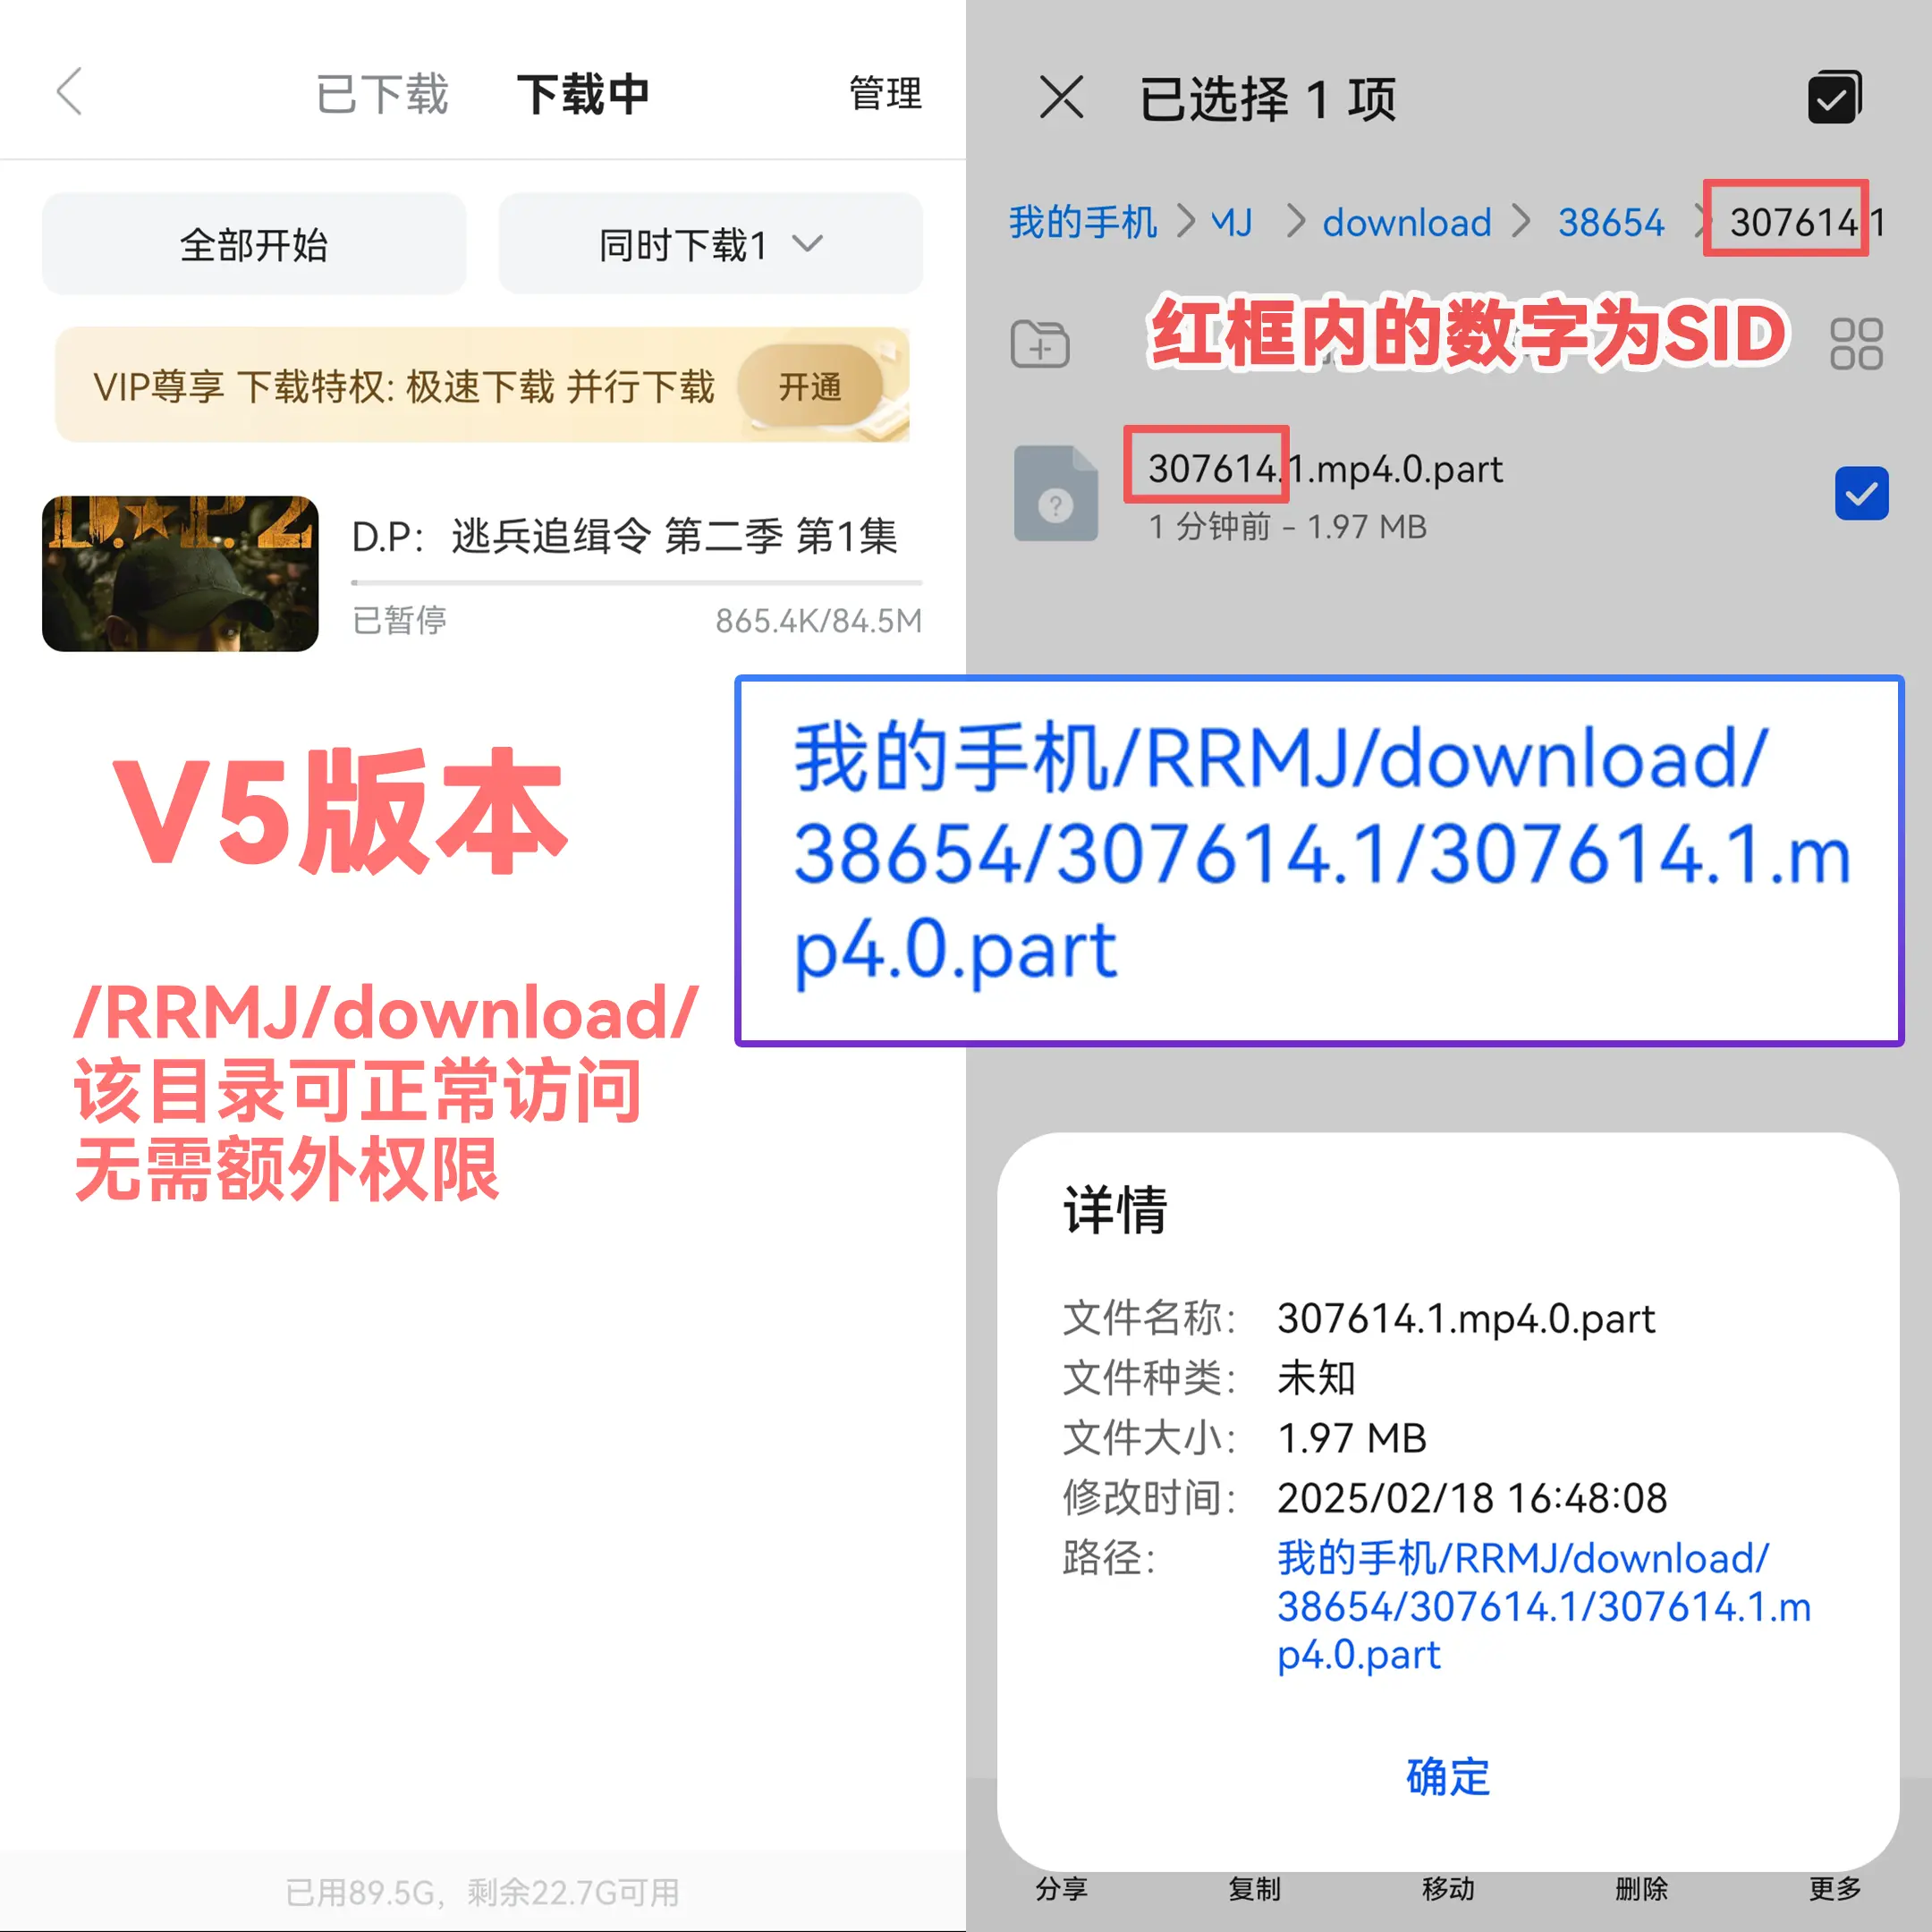 已下载 下载中 管理
全部开始 同时下载1
VIP尊享 下载特权: 极速下载 并行下载 开通
D.P.2
D.P： 逃兵追缉令 第二季 第1集
已暂停 865.4K/84.5M
V5版本
/RRMJ/download/
该目录可正常访问
无需额外权限
已用89.5G，剩余22.7G可用
已选择 1 项
我的手机 > MJ > download > 38654 > 307614.1
红框内的数字为SID
307614.1.mp4.0.part
1 分钟前 - 1.97 MB
我的手机/RRMJ/download/
38654/307614.1/307614.1.m
p4.0.part
详情
文件名称： 307614.1.mp4.0.part
文件种类： 未知
文件大小： 1.97 MB
修改时间： 2025/02/18 16:48:08
路径： 我的手机/RRMJ/download/
38654/307614.1/307614.1.m
p4.0.part
确定
分享 复制 移动 删除 更多